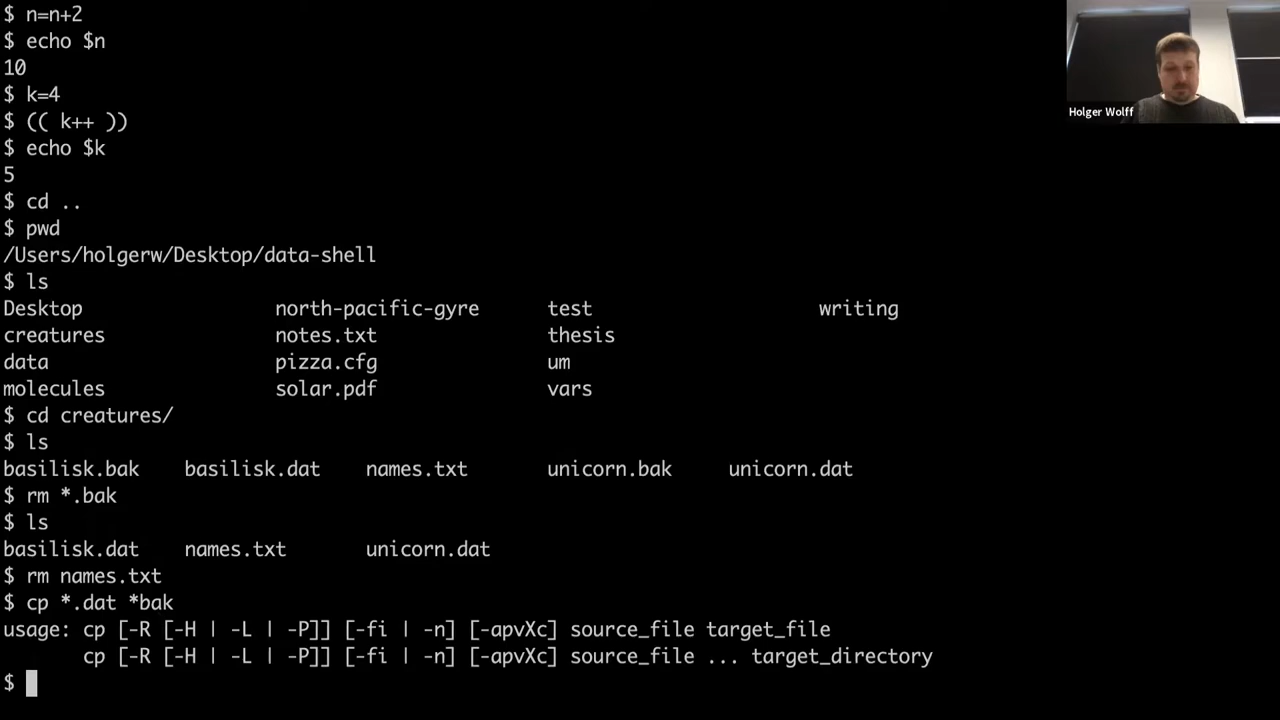 $ n=n+2
$ echo $n
10
$ k=4
$ (( k++ ))
$ echo $k
5
$ cd ..
$ pwd
/Users/holgerw/Desktop/data-shell
$ ls
Desktop north-pacific-gyre test writing
creatures notes.txt thesis
data pizza.cfg um
molecules solar.pdf vars
$ cd creatures/
$ ls
basilisk.bak basilisk.dat names.txt unicorn.bak unicorn.dat
$ rm *.bak
$ ls
basilisk.dat names.txt unicorn.dat
$ rm names.txt
$ cp *.dat *bak
usage: cp [-R [-H | -L | -P]] [-fi | -n] [-apvXc] source_file target_file
cp [-R [-H | -L | -P]] [-fi | -n] [-apvXc] source_file ... target_directory
$
Holger Wolff